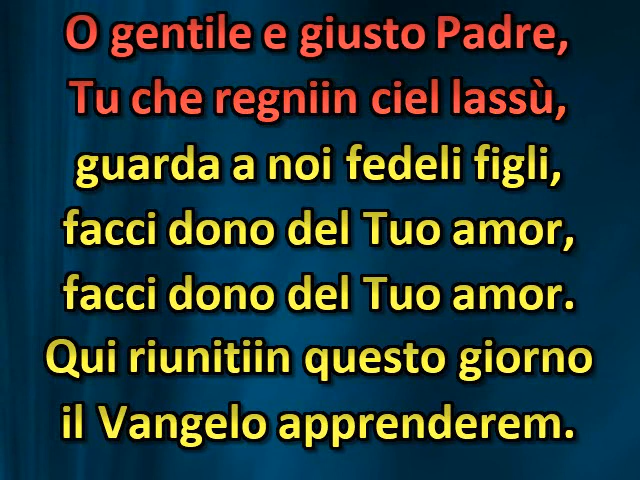 O gentile e giusto Padre,
Tu che regniin ciel lassù,
guarda a noi fedeli figli,
facci dono del Tuo amor,
facci dono del Tuo amor.
Qui riunitiin questo giorno
il Vangelo apprenderem.